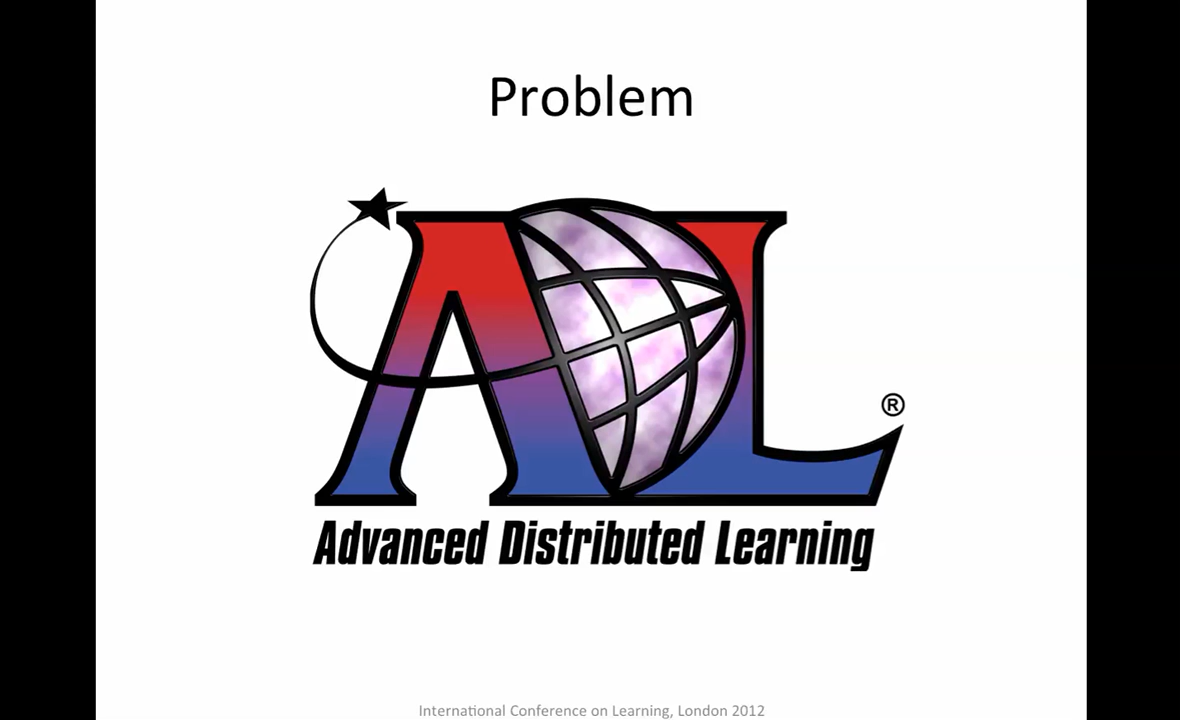 Problem
ADL
®
Advanced Distributed Learning
International Conference on Learning, London 2012